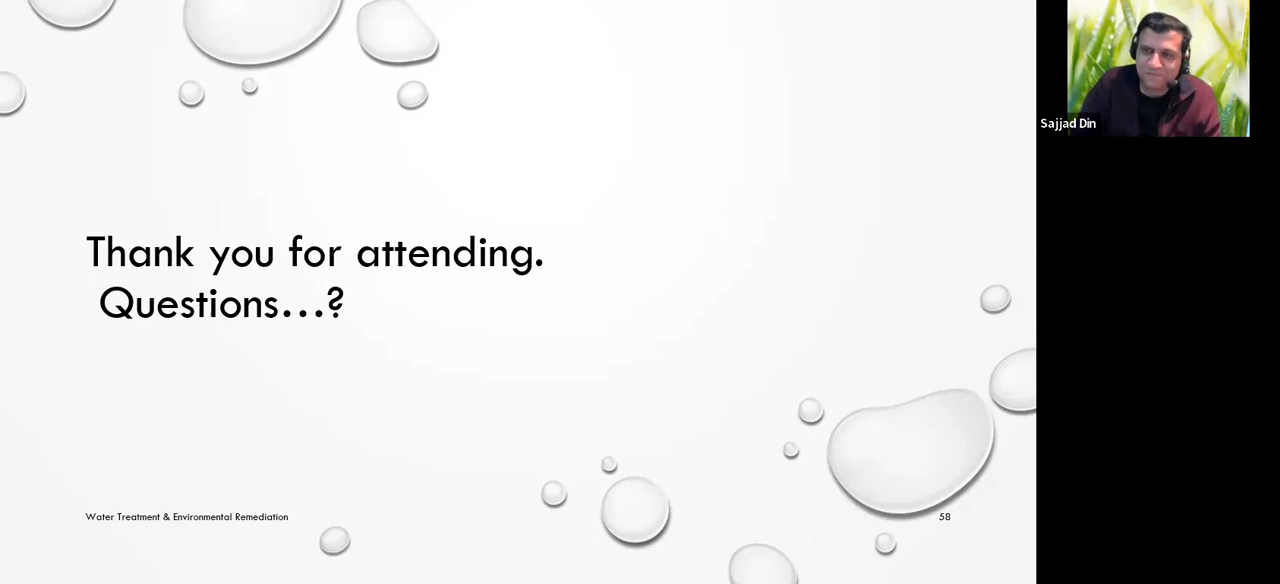 Thank you for attending.
Questions...?
Water Treatment & Environmental Remediation
58
Sajjad Din